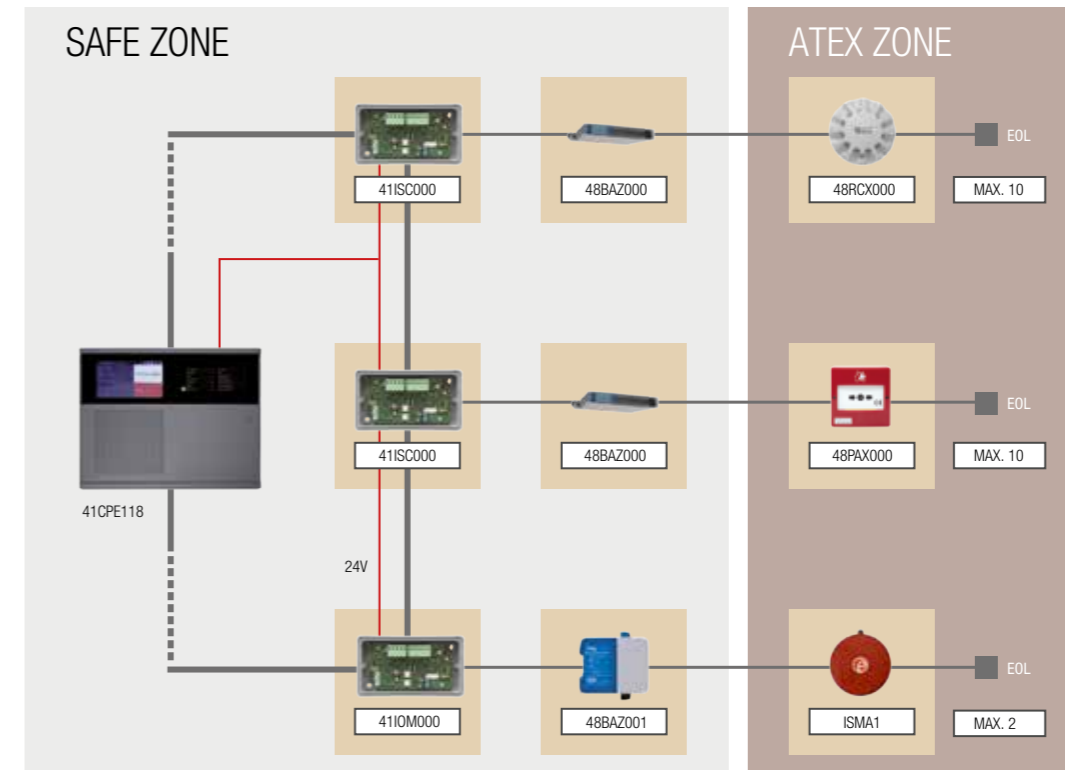 SAFE ZONE
ATEX ZONE
EOL
41ISC000
48BAZ000
48RCX000
MAX. 10
EOL
41ISC000
48BAZ000
48PAX000
MAX. 10
41CPE118
24V
EOL
41IOM000
48BAZ001
ISMA1
MAX. 2